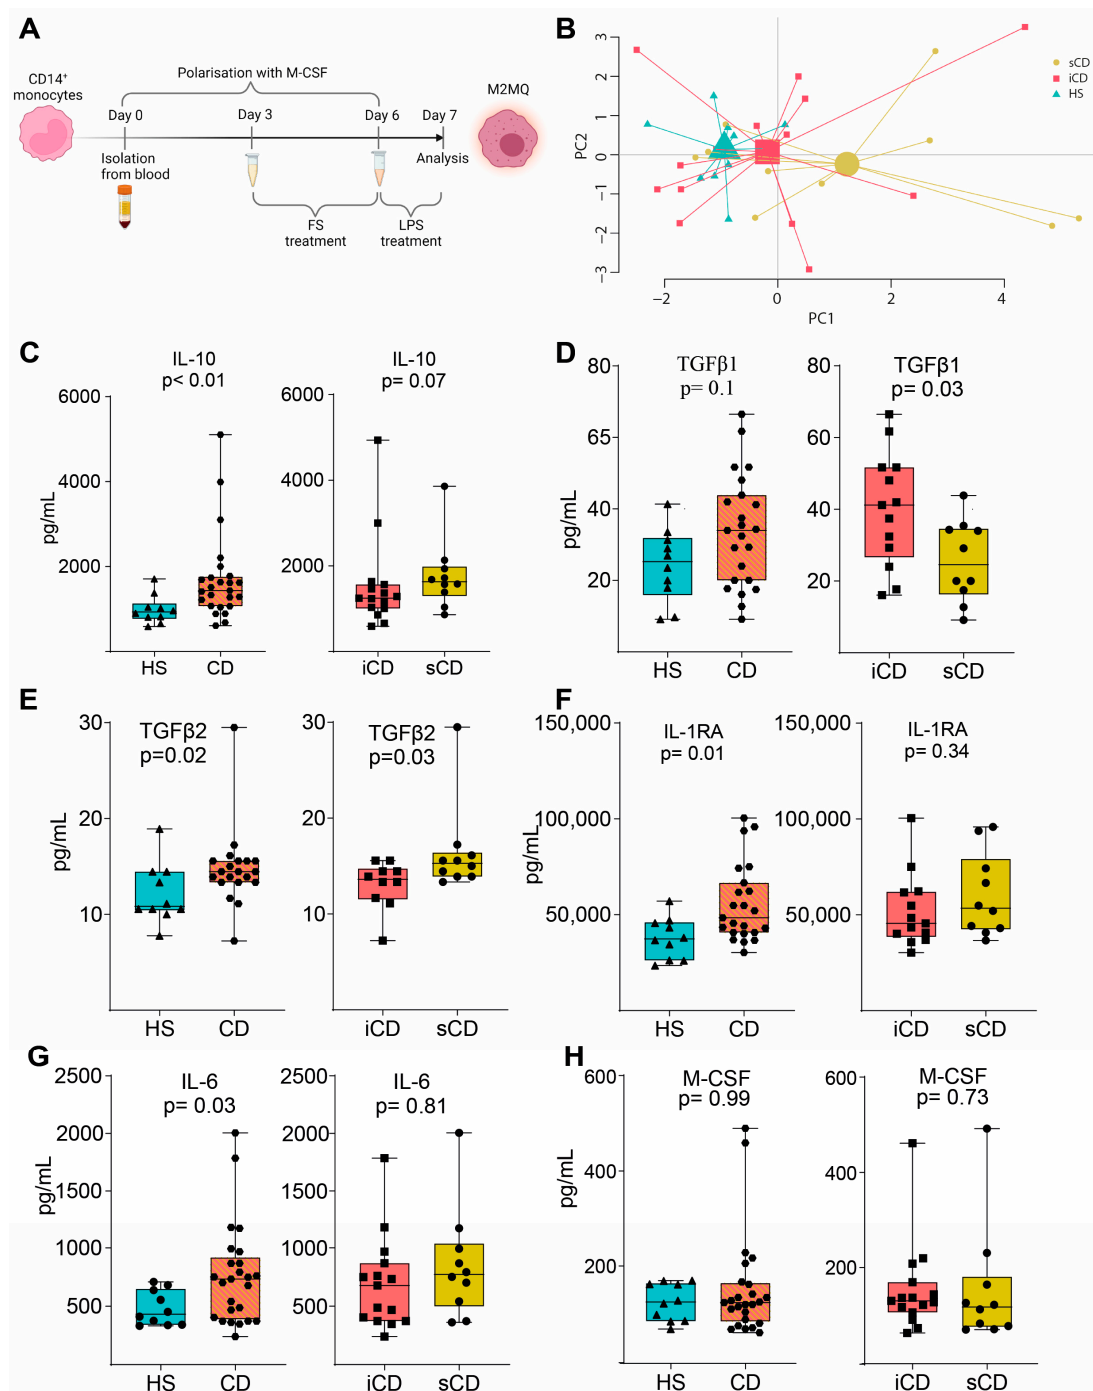 A
CD14⁺
monocytes
Polarisation with M-CSF
Day 0
Day 3
Day 6
Day 7
M2MQ
Isolation
from blood
Analysis
FS
treatment
LPS
treatment
B
PC2
3
2
1
0
−1
−2
−3
−2
0
2
4
PC1
sCD
iCD
HS
C
IL-10
p< 0.01
pg/mL
6000
4000
2000
HS
CD
IL-10
p= 0.07
6000
4000
2000
iCD
sCD
D
TGFβ1
p= 0.1
pg/mL
80
65
40
20
HS
CD
TGFβ1
p= 0.03
80
60
40
20
iCD
sCD
E
TGFβ2
p=0.02
pg/mL
30
20
10
HS
CD
TGFβ2
p=0.03
30
20
10
iCD
sCD
F
IL-1RA
p= 0.01
pg/mL
150,000
100,000
50,000
HS
CD
IL-1RA
p= 0.34
150,000
100,000
50,000
iCD
sCD
G
IL-6
p= 0.03
pg/mL
2500
2000
1500
1000
500
HS
CD
IL-6
p= 0.81
2500
2000
1500
1000
500
iCD
sCD
H
M-CSF
p= 0.99
pg/mL
600
400
200
HS
CD
M-CSF
p= 0.73
600
400
200
iCD
sCD